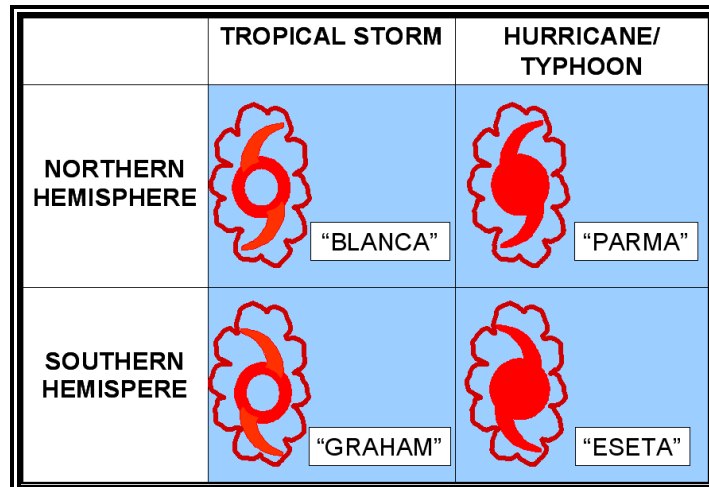 TROPICAL STORM
HURRICANE/
TYPHOON
NORTHERN
HEMISPHERE
“BLANCA”
“PARMA”
SOUTHERN
HEMISPERE
“GRAHAM”
“ESETA”